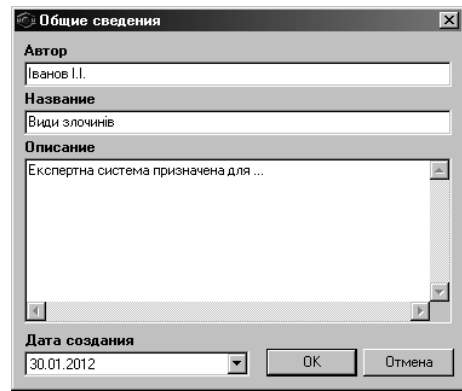 Общие сведения
Автор
Іванов І.І.
Название
Види злочинів
Описание
Експертна система призначена для ...
Дата создания
30.01.2012
OK
Отмена